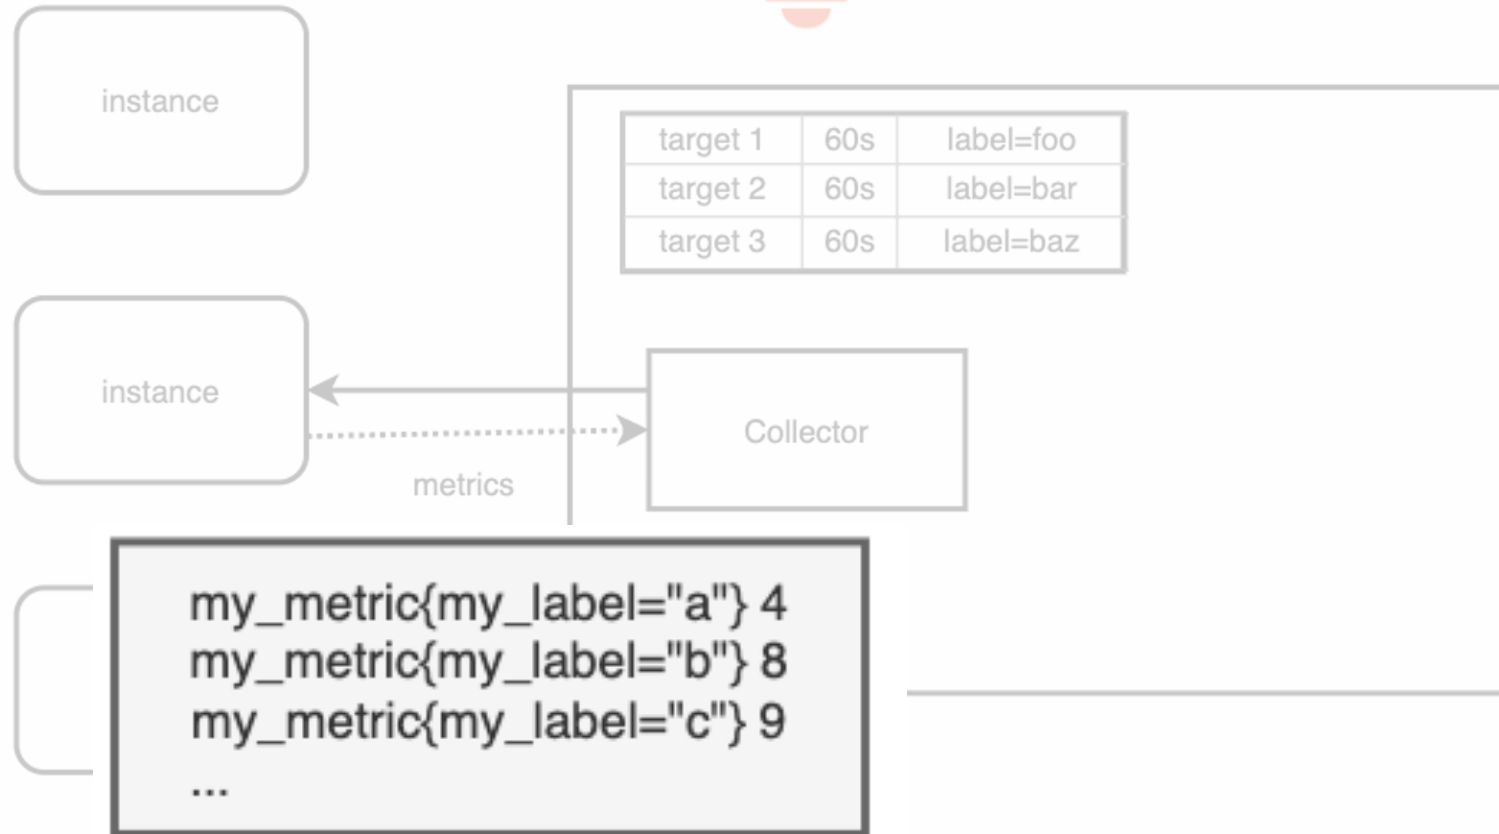 instance
target 1 60s label=foo
target 2 60s label=bar
target 3 60s label=baz
instance
Collector
metrics
my_metric{my_label="a"} 4
my_metric{my_label="b"} 8
my_metric{my_label="c"} 9
...